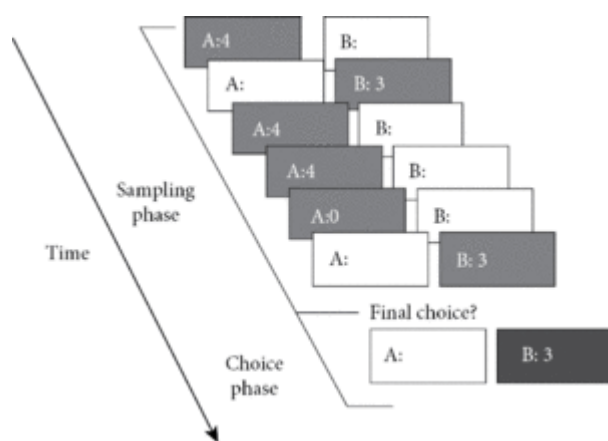 A:4 B:
A: B: 3
A:4 B:
A:4 B:
A:0 B:
A: B: 3
Sampling
phase
Time
Final choice?
A: B: 3
Choice
phase